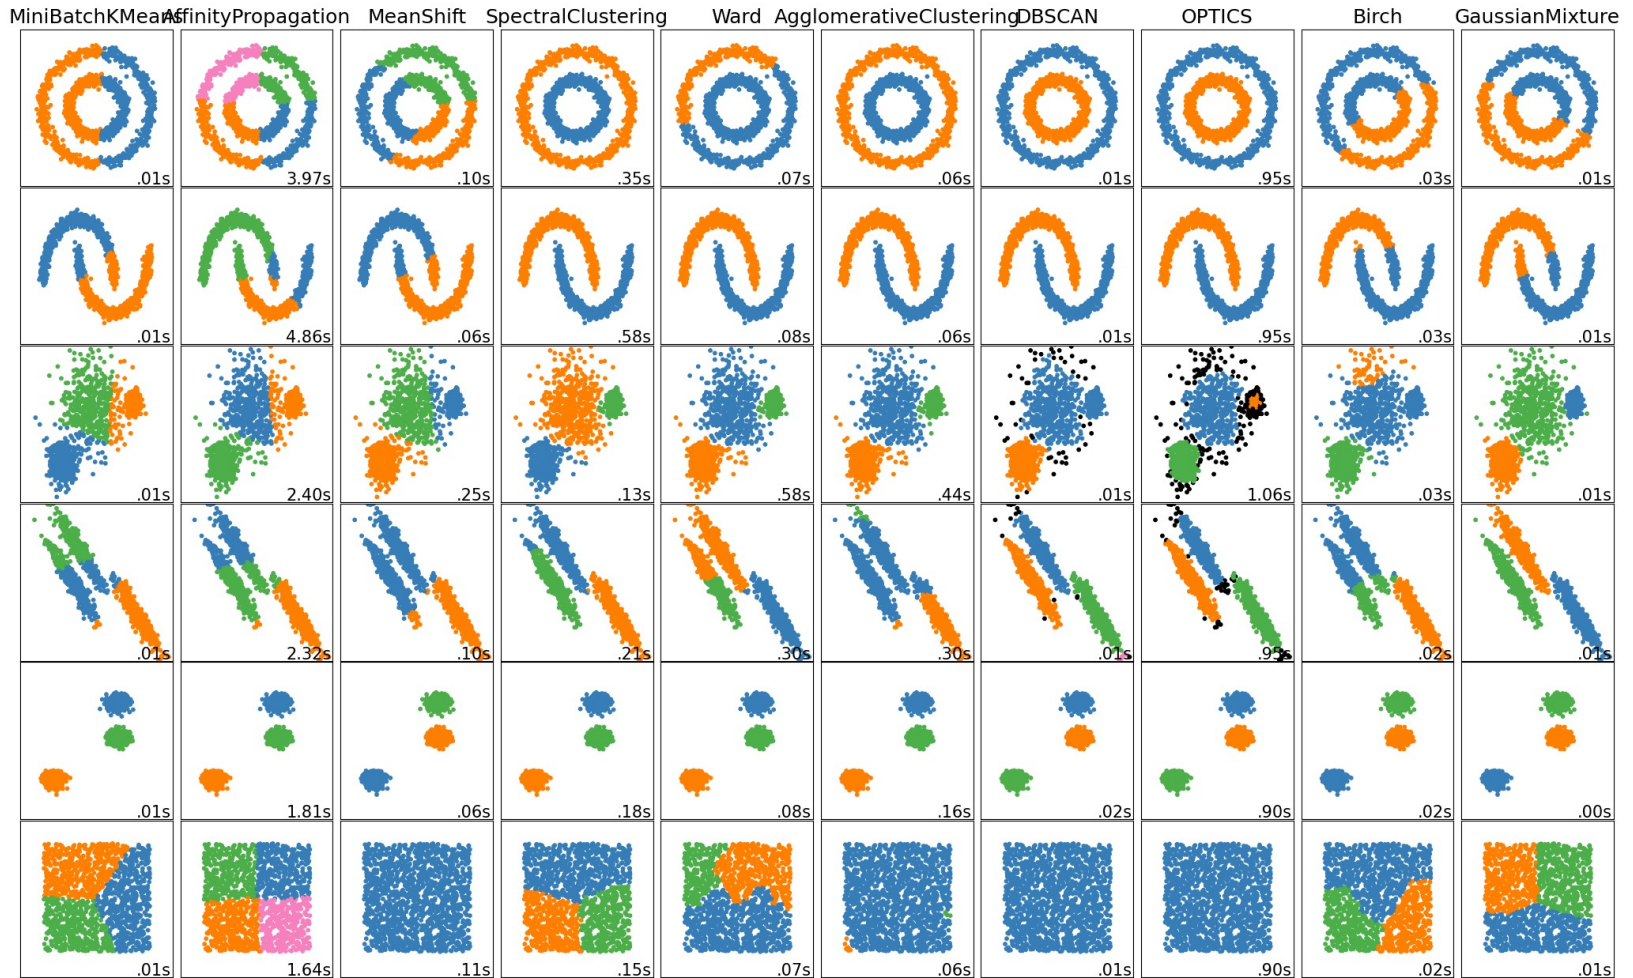 MiniBatchKMeans AffinityPropagation MeanShift SpectralClustering Ward AgglomerativeClustering DBSCAN OPTICS Birch GaussianMixture
.01s 3.97s .10s .35s .07s .06s .01s .95s .03s .01s
.01s 4.86s .06s .58s .08s .06s .01s .95s .03s .01s
.01s 2.40s .25s .13s .58s .44s .01s 1.06s .03s .01s
.01s 2.32s .10s .21s .30s .30s .01s .95s .02s .01s
.01s 1.81s .06s .18s .08s .16s .02s .90s .02s .00s
.01s 1.64s .11s .15s .07s .06s .01s .90s .02s .01s